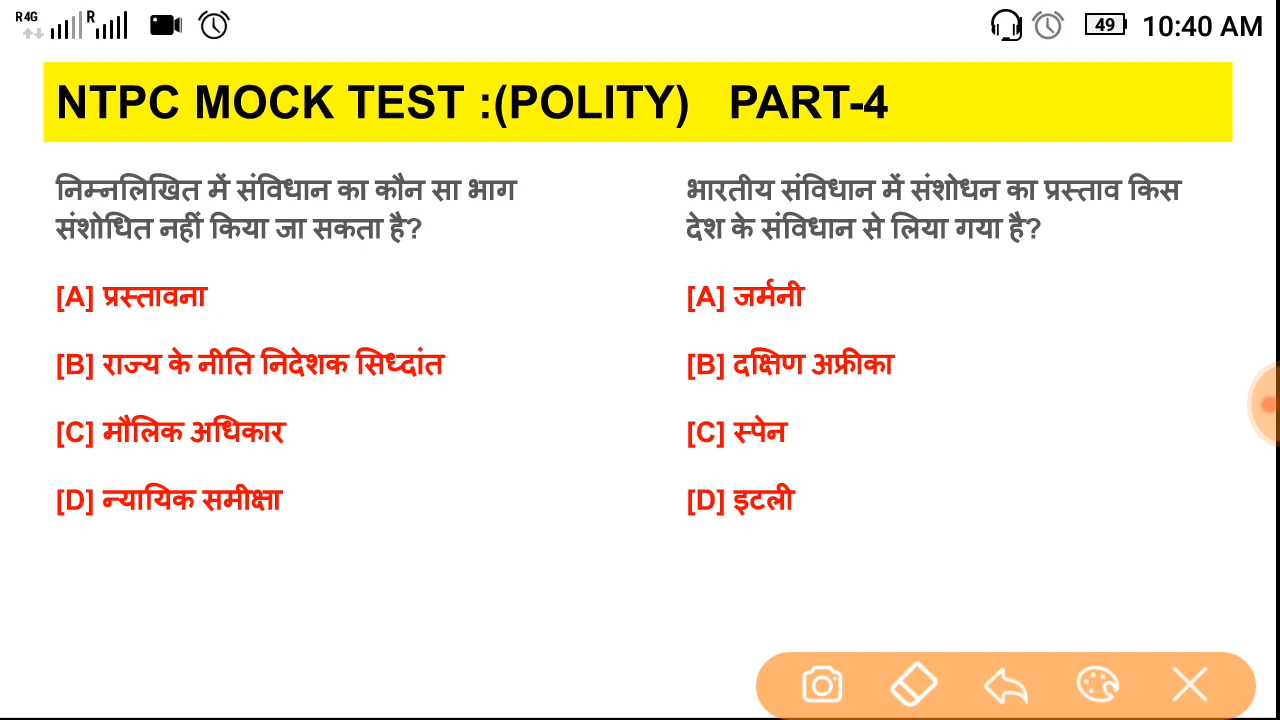 R4G R 49 10:40 AM
NTPC MOCK TEST :(POLITY) PART-4
निम्नलिखित में संविधान का कौन सा भाग
संशोधित नहीं किया जा सकता है?
[A] प्रस्तावना
[B] राज्य के नीति निदेशक सिध्दांत
[C] मौलिक अधिकार
[D] न्यायिक समीक्षा
भारतीय संविधान में संशोधन का प्रस्ताव किस
देश के संविधान से लिया गया है?
[A] जर्मनी
[B] दक्षिण अफ्रीका
[C] स्पेन
[D] इटली